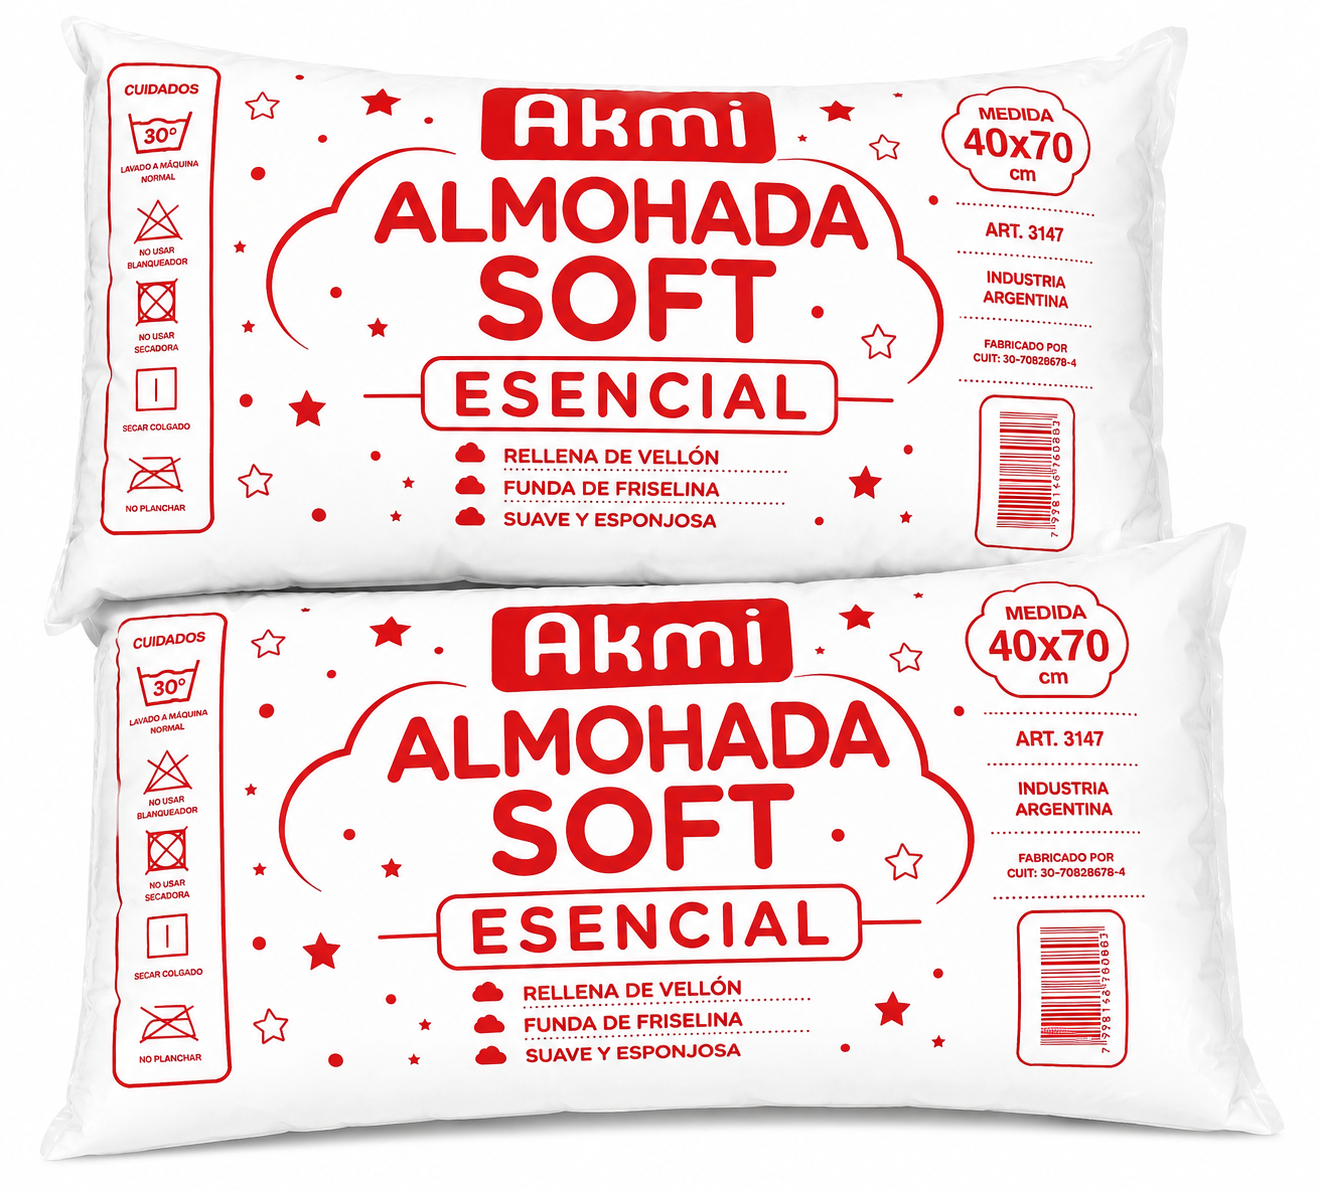 CUIDADOS
30°
LAVADO A MÁQUINA
NORMAL
NO USAR
BLANQUEADOR
NO USAR
SECADORA
SECAR COLGADO
NO PLANCHAR
Akmi
ALMOHADA
SOFT
ESENCIAL
RELLENA DE VELLÓN
FUNDA DE FRISELINA
SUAVE Y ESPONJOSA
MEDIDA
40x70
cm
ART. 3147
INDUSTRIA
ARGENTINA
FABRICADO POR
CUIT: 30-70828678-4
CUIDADOS
30°
LAVADO A MÁQUINA
NORMAL
NO USAR
BLANQUEADOR
NO USAR
SECADORA
SECAR COLGADO
NO PLANCHAR
Akmi
ALMOHADA
SOFT
ESENCIAL
RELLENA DE VELLÓN
FUNDA DE FRISELINA
SUAVE Y ESPONJOSA
MEDIDA
40x70
cm
ART. 3147
INDUSTRIA
ARGENTINA
FABRICADO POR
CUIT: 30-70828678-4